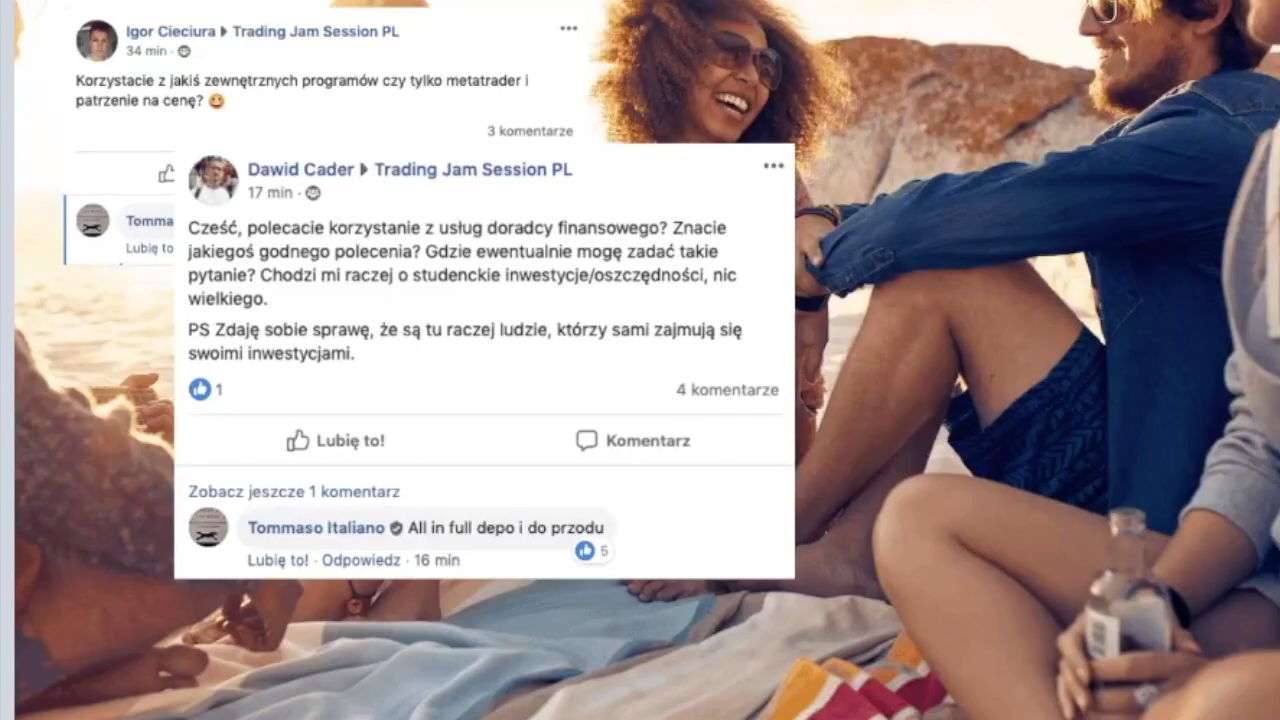 Igor Cieciura ▸ Trading Jam Session PL
34 min ·
Korzystacie z jakiś zewnętrznych programów czy tylko metatrader i
patrzenie na cenę? 😀
3 komentarze
Tomma
Lubię to
Dawid Cader ▸ Trading Jam Session PL
17 min ·
Cześć, polecacie korzystanie z usług doradcy finansowego? Znacie
jakiegoś godnego polecenia? Gdzie ewentualnie mogę zadać takie
pytanie? Chodzi mi raczej o studenckie inwestycje/oszczędności, nic
wielkiego.
PS Zdaję sobie sprawę, że są tu raczej ludzie, którzy sami zajmują się
swoimi inwestycjami.
1
4 komentarze
Lubię to! Komentarz
Zobacz jeszcze 1 komentarz
Tommaso Italiano All in full depo i do przodu
5
Lubię to! · Odpowiedz · 16 min